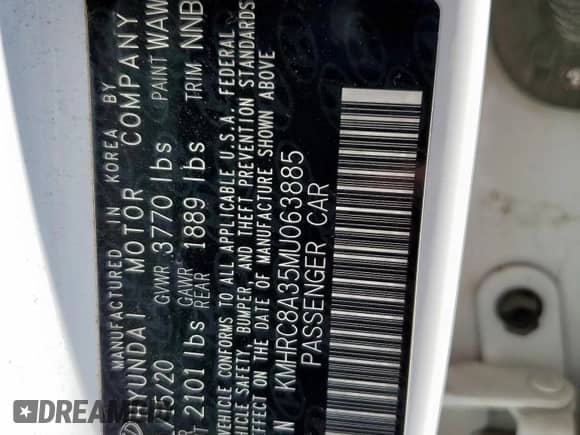 MANUFACTURED IN KOREA BY
HYUNDAI MOTOR COMPANY
/20 GVWR 3770 lbs PAINT WAW
2101 lbs GAWR REAR 1889 lbs TRIM NNB
VEHICLE CONFORMS TO ALL APPLICABLE U.S.A. FEDERAL
VEHICLE SAFETY, BUMPER, AND THEFT PREVENTION STANDARDS
EFFECT ON THE DATE OF MANUFACTURE SHOWN ABOVE
KMHRC8A35MU063885
PASSENGER CAR